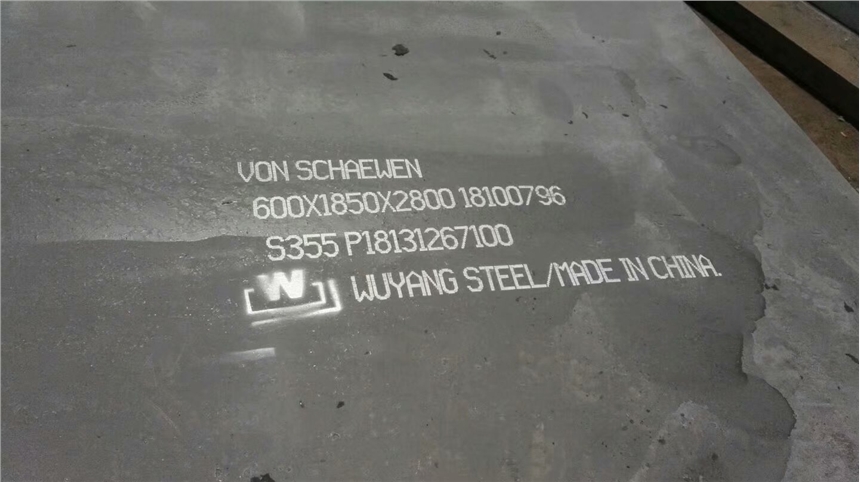 VON SCHAEWEN
600X1850X2800 18100796
S355 P18131267100
W WUYANG STEEL/MADE IN CHINA.